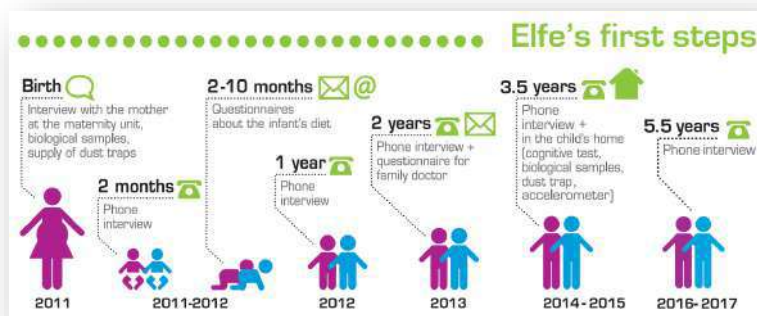 Elfe's first steps
Birth
Interview with the mother
at the maternity unit,
biological samples,
supply of dust traps
2 months
Phone
interview
2-10 months
@
Questionnaires
about the infant's diet
1 year
Phone
interview
2 years
Phone interview +
questionnaire for
family doctor
3.5 years
Phone
interview +
in the child's home
(cognitive test,
biological samples,
dust trap,
accelerometer)
5.5 years
Phone interview
2011
2011-2012
2012
2013
2014-2015
2016-2017